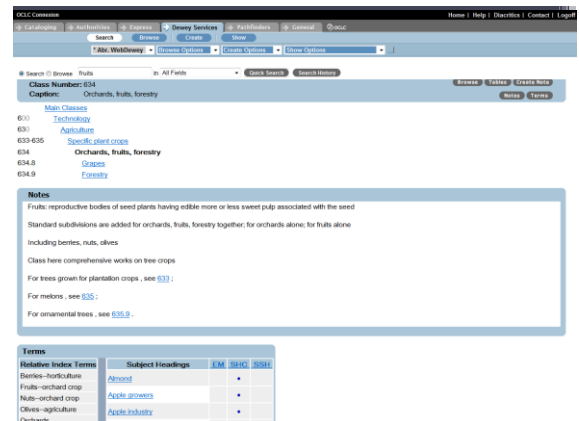 OCLC Connexion
Home | Help | Diacritics | Contact | Logoff
Cataloging Authorities Express Dewey Services Pathfinders General OCLC
Search Browse Create Show
* Abr. WebDewey Browse Options Create Options Show Options
Search Browse fruits in All Fields Quick Search Search History
Class Number: 634 Browse Tables Create Note
Caption: Orchards, fruits, forestry Notes Terms
Main Classes
600 Technology
630 Agriculture
633-635 Specific plant crops
634 Orchards, fruits, forestry
634.8 Grapes
634.9 Forestry
Notes
Fruits: reproductive bodies of seed plants having edible more or less sweet pulp associated with the seed
Standard subdivisions are added for orchards, fruits, forestry together; for orchards alone; for fruits alone
Including berries, nuts, olives
Class here comprehensive works on tree crops
For trees grown for plantation crops , see 633 ;
For melons , see 635 ;
For ornamental trees , see 635.9 .
Terms
Relative Index Terms Subject Headings EM SHC SSH
Berries--horticulture Almond
Fruits--orchard crop
Nuts--orchard crop Apple growers
Olives--agriculture Apple industry
Orchards